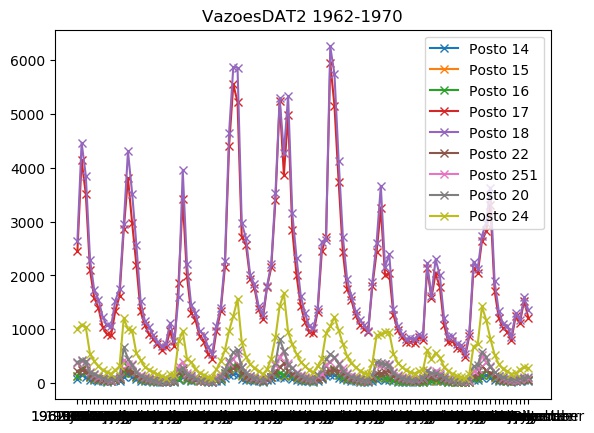 VazoesDAT2 1962-1970
6000
5000
4000
3000
2000
1000
0
Posto 14
Posto 15
Posto 16
Posto 17
Posto 18
Posto 22
Posto 251
Posto 20
Posto 24